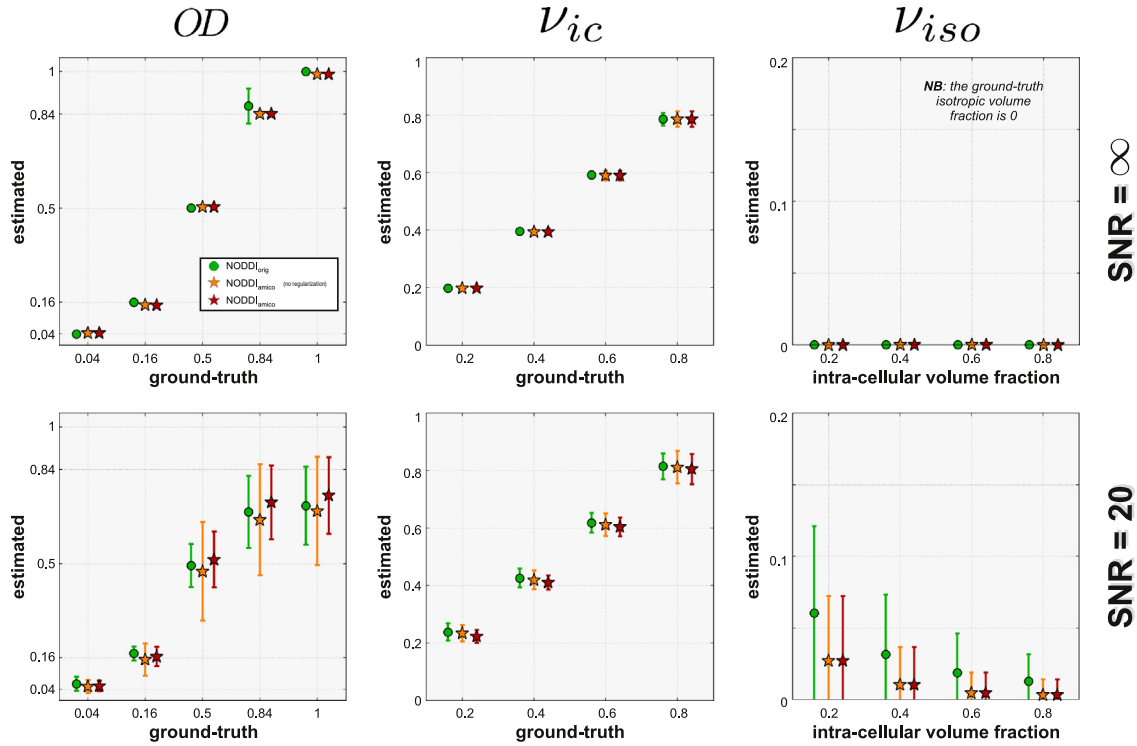 OD
ν_ic
ν_iso
1
0.84
0.5
0.16
0.04
estimated
NODDI_orig
NODDI_amico (no regularization)
NODDI_amico
0.04 0.16 0.5 0.84 1
ground-truth
1
0.8
0.6
0.4
0.2
0
estimated
0.2 0.4 0.6 0.8
ground-truth
0.2
0.1
0
estimated
NB: the ground-truth
isotropic volume
fraction is 0
0.2 0.4 0.6 0.8
intra-cellular volume fraction
SNR = ∞
1
0.84
0.5
0.16
0.04
estimated
0.04 0.16 0.5 0.84 1
ground-truth
1
0.8
0.6
0.4
0.2
0
estimated
0.2 0.4 0.6 0.8
ground-truth
0.2
0.1
0
estimated
0.2 0.4 0.6 0.8
intra-cellular volume fraction
SNR = 20